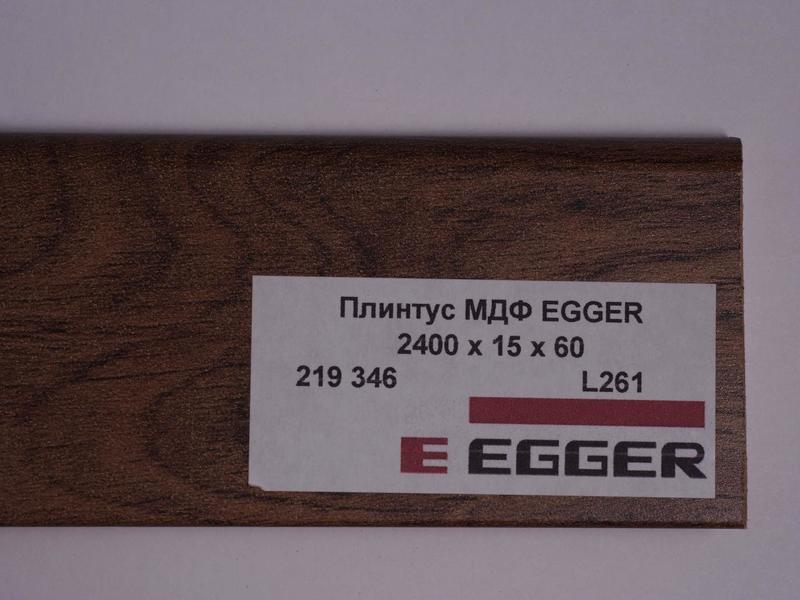 Плинтус МДФ EGGER
2400 x 15 x 60
219 346 L261
E EGGER